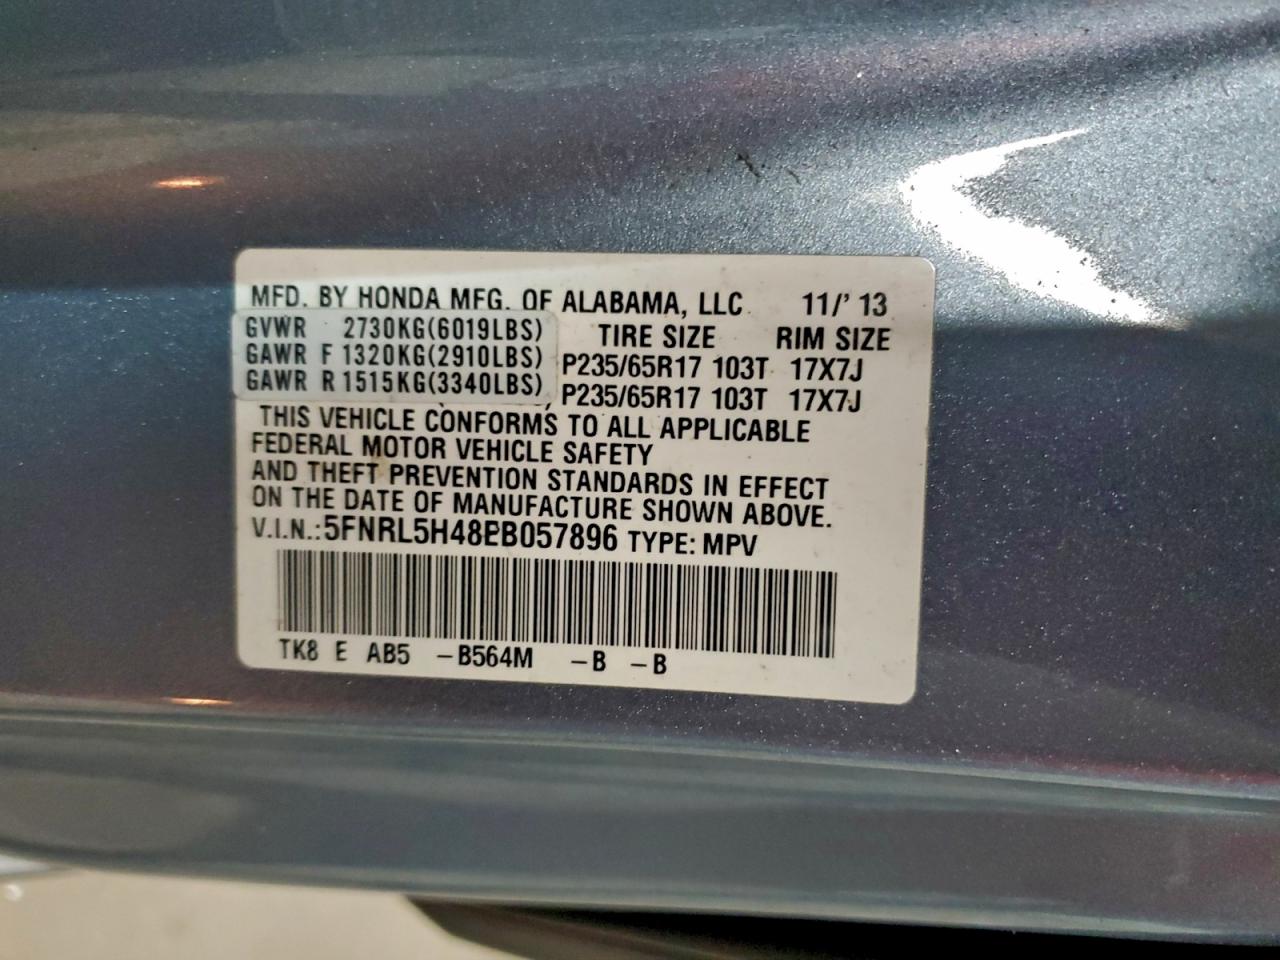 MFD. BY HONDA MFG. OF ALABAMA, LLC 11/' 13
GVWR 2730KG(6019LBS) TIRE SIZE RIM SIZE
GAWR F 1320KG(2910LBS) P235/65R17 103T 17X7J
GAWR R 1515KG(3340LBS) P235/65R17 103T 17X7J
THIS VEHICLE CONFORMS TO ALL APPLICABLE
FEDERAL MOTOR VEHICLE SAFETY
AND THEFT PREVENTION STANDARDS IN EFFECT
ON THE DATE OF MANUFACTURE SHOWN ABOVE.
V.I.N.:5FNRL5H48EB057896 TYPE: MPV
TK8 E AB5 -B564M -B -B